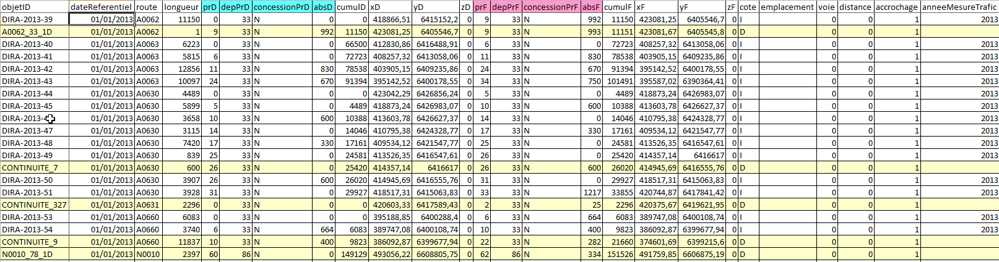 objetID dateReferentiel route longueur prD depPrD concessionPrD absD cumulD xD yD zD prF depPrF concessionPrF absF cumulF xF yF zF cote emplacement voie distance accrochage anneeMesureTrafic
DIRA-2013-39 01/01/2013 A0062 11150 0 33 N 0 0 418866,51 6415152,2 0 9 33 N 992 11150 423081,25 6405546,7 0 I 0 0 1 2013
A0062_33_1D 01/01/2013 A0062 1 9 33 N 992 11150 423081,25 6405546,7 0 9 33 N 993 11151 423081,67 6405545,8 0 D 0 0 1
DIRA-2013-40 01/01/2013 A0063 6223 0 33 N 0 66500 412830,86 6416488,91 0 6 33 N 0 72723 408257,32 6413058,06 0 I 0 0 1 2013
DIRA-2013-41 01/01/2013 A0063 5815 6 33 N 0 72723 408257,32 6413058,06 0 11 33 N 830 78538 403905,15 6409235,86 0 I 0 0 1 2013
DIRA-2013-42 01/01/2013 A0063 12856 11 33 N 830 78538 403905,15 6409235,86 0 24 33 N 670 91394 395142,52 6400178,55 0 I 0 0 1 2013
DIRA-2013-43 01/01/2013 A0063 10097 24 33 N 670 91394 395142,52 6400178,55 0 34 33 N 750 101491 395587,02 6390364,41 0 I 0 0 1 2013
DIRA-2013-44 01/01/2013 A0630 4489 0 33 N 0 0 423042,29 6426856,24 0 5 33 N 0 4489 418873,24 6426983,07 0 I 0 0 1 2013
DIRA-2013-45 01/01/2013 A0630 5899 5 33 N 0 4489 418873,24 6426983,07 0 10 33 N 600 10388 413603,78 6426627,37 0 I 0 0 1 2013
DIRA-2013-4 01/01/2013 A0630 3658 10 33 N 600 10388 413603,78 6426627,37 0 14 33 N 0 14046 410795,38 6424328,77 0 I 0 0 1 2013
DIRA-2013-47 01/01/2013 A0630 3115 14 33 N 0 14046 410795,38 6424328,77 0 17 33 N 330 17161 409534,12 6421547,77 0 I 0 0 1 2013
DIRA-2013-48 01/01/2013 A0630 7420 17 33 N 330 17161 409534,12 6421547,77 0 25 33 N 0 24581 413526,35 6416547,61 0 I 0 0 1 2013
DIRA-2013-49 01/01/2013 A0630 839 25 33 N 0 24581 413526,35 6416547,61 0 26 33 N 0 25420 414357,14 6416617 0 I 0 0 1 2013
CONTINUITE_7 01/01/2013 A0630 600 26 33 N 0 25420 414357,14 6416617 0 26 33 N 600 26020 414945,69 6416555,76 0 D 0 0 1
DIRA-2013-50 01/01/2013 A0630 3907 26 33 N 600 26020 414945,69 6416555,76 0 31 33 N 0 29927 418517,31 6415063,83 0 I 0 0 1 2013
DIRA-2013-51 01/01/2013 A0630 3928 31 33 N 0 29927 418517,31 6415063,83 0 33 33 N 1217 33855 420744,87 6417841,42 0 I 0 0 1 2013
CONTINUITE_327 01/01/2013 A0631 2296 0 33 N 0 0 420603,33 6417589,43 0 2 33 N 25 2296 420375,67 6419621,95 0 D 0 0 1
DIRA-2013-53 01/01/2013 A0660 6083 0 33 N 0 0 395188,85 6400288,4 0 6 33 N 664 6083 389747,08 6400108,74 0 I 0 0 1 2013
DIRA-2013-54 01/01/2013 A0660 3740 6 33 N 664 6083 389747,08 6400108,74 0 10 33 N 400 9823 386092,87 6399677,94 0 I 0 0 1 2013
CONTINUITE_9 01/01/2013 A0660 11837 10 33 N 400 9823 386092,87 6399677,94 0 22 33 N 282 21660 374601,69 6399215,6 0 D 0 0 1
N0010_78_1D 01/01/2013 N0010 2397 60 86 N 0 149129 493056,22 6608805,75 0 62 86 N 334 151526 491759,85 6606875,19 0 D 0 0 1